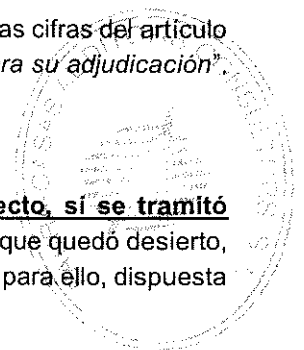 as cifras del artículo
ra su adjudicación”.
ecto, sí se tramitó
que quedó desierto,
para ello, dispuesta